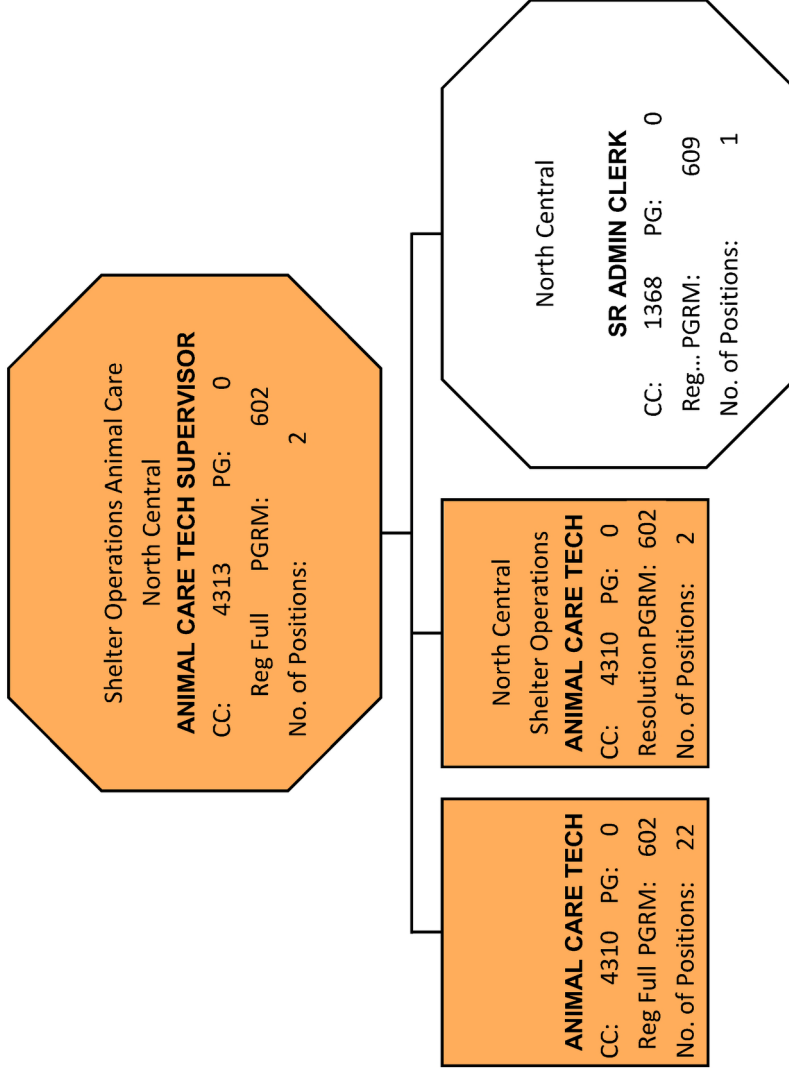 Shelter Operations Animal Care
North Central
ANIMAL CARE TECH SUPERVISOR
CC: 4313 PG: 0
Reg Full PGRM: 602
No. of Positions: 2
ANIMAL CARE TECH
CC: 4310 PG: 0
Reg Full PGRM: 602
No. of Positions: 22
North Central
Shelter Operations
ANIMAL CARE TECH
CC: 4310 PG: 0
Resolution PGRM: 602
No. of Positions: 2
North Central
SR ADMIN CLERK
CC: 1368 PG: 0
Reg... PGRM: 609
No. of Positions: 1